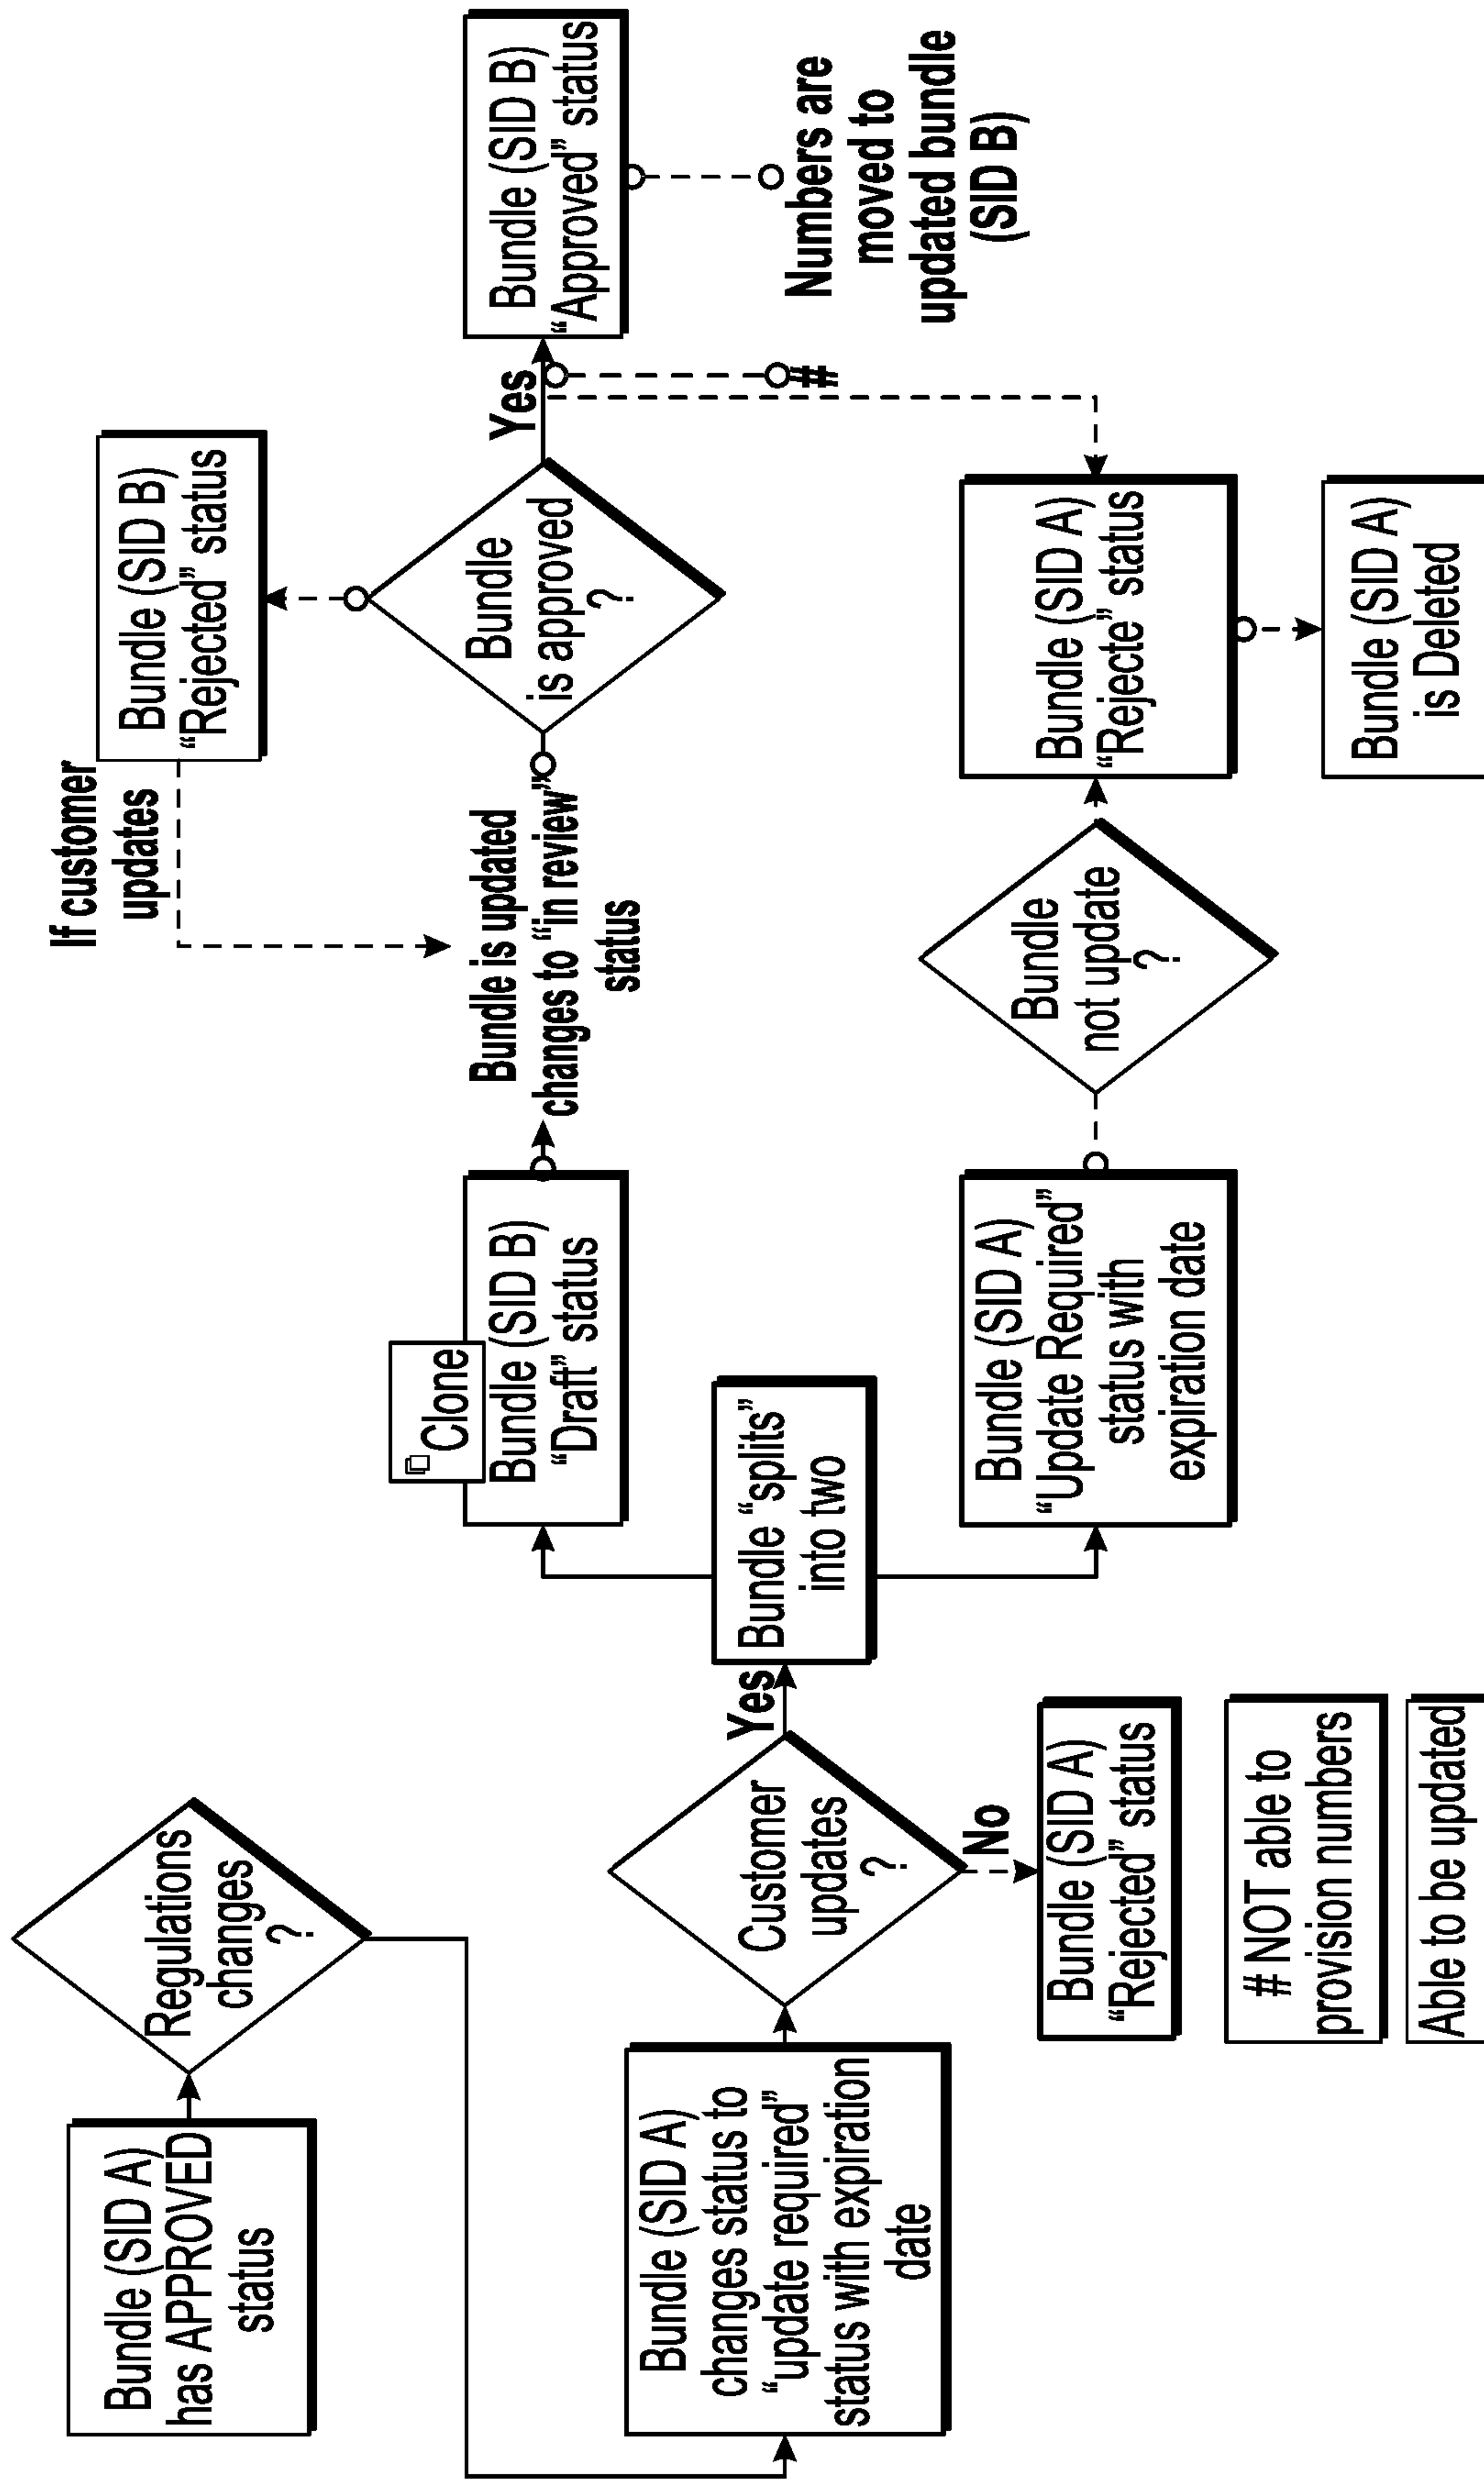 Bundle (SID A)
has APPROVED
status
Regulations
changes
?
Bundle (SID A)
changes status to
“update required”
status with expiration
date
Customer
updates
?
Yes
No
Bundle (SID A)
“Rejected” status
# NOT able to
provision numbers
Able to be updated
Bundle “splits”
into two
Clone
Bundle (SID B)
“Draft” status
Bundle is updated
changes to “in review”
status
If customer
updates
Bundle (SID B)
“Rejected” status
Bundle
is approved
?
Yes
#
Bundle (SID B)
“Approved” status
Numbers are
moved to
updated bundle
(SID B)
Bundle (SID A)
“Update Required”
status with
expiration date
Bundle
not update
?
Bundle (SID A)
“Rejecte” status
Bundle (SID A)
is Deleted